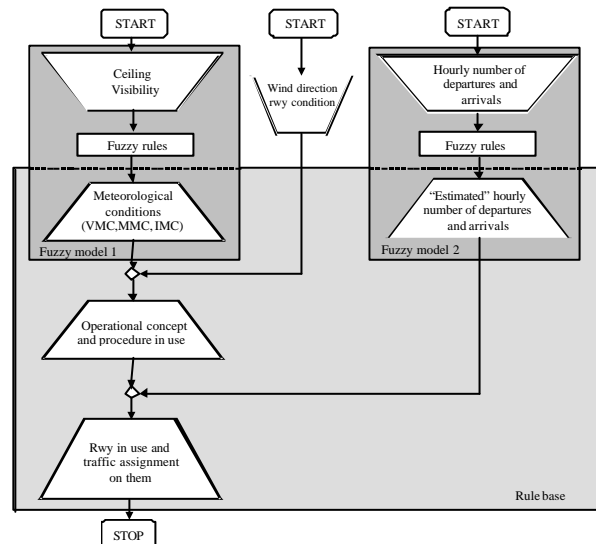 START
START
START
Ceiling
Visibility
Wind direction
rwy condition
Hourly number of
departures and
arrivals
Fuzzy rules
Fuzzy rules
Meteorological
conditions
(VMC,MMC, IMC)
Fuzzy model 1
“Estimated” hourly
number of departures
and arrivals
Fuzzy model 2
Operational concept
and procedure in use
Rwy in use and
traffic assignment
on them
Rule base
STOP